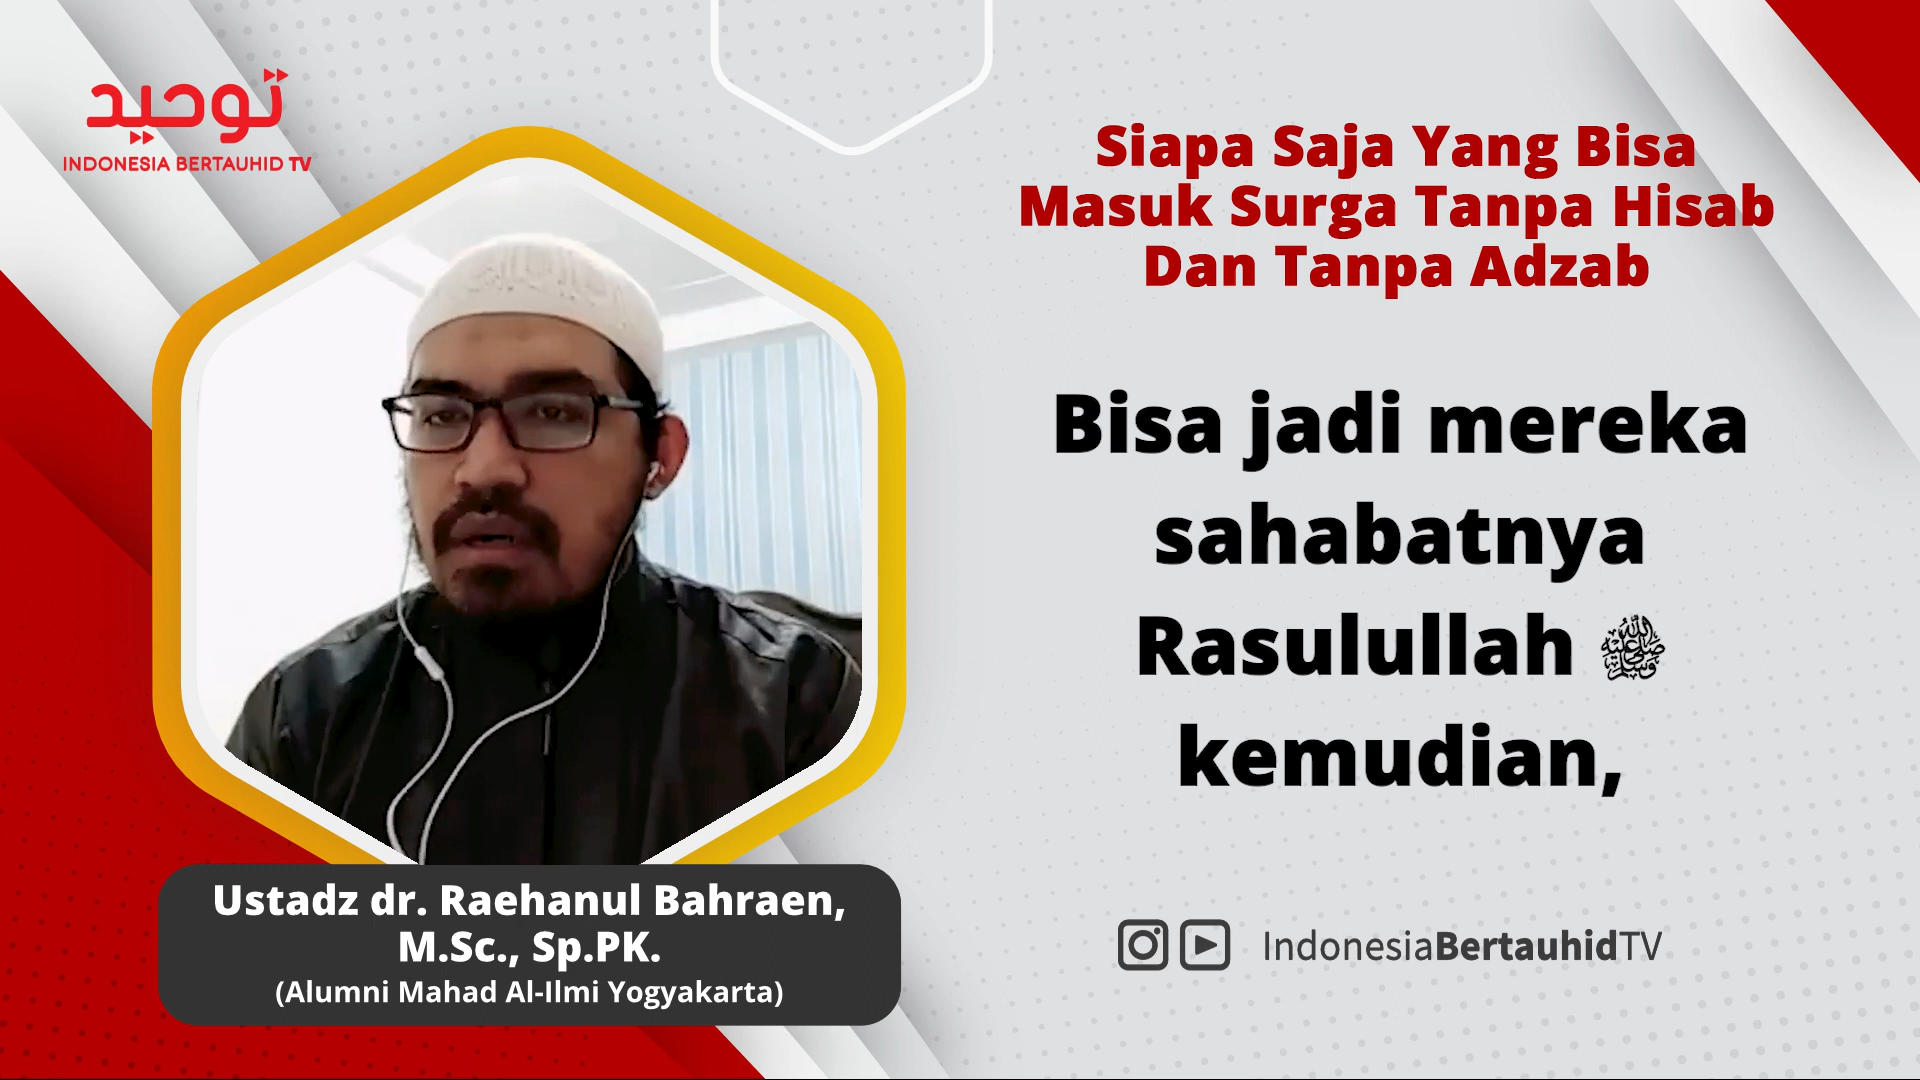 توحيد
INDONESIA BERTAUHID TV
Siapa Saja Yang Bisa
Masuk Surga Tanpa Hisab
Dan Tanpa Adzab
Bisa jadi mereka
sahabatnya
Rasulullah ﷺ
kemudian,
Ustadz dr. Raehanul Bahraen,
M.Sc., Sp.PK.
(Alumni Mahad Al-Ilmi Yogyakarta)
IndonesiaBertauhidTV